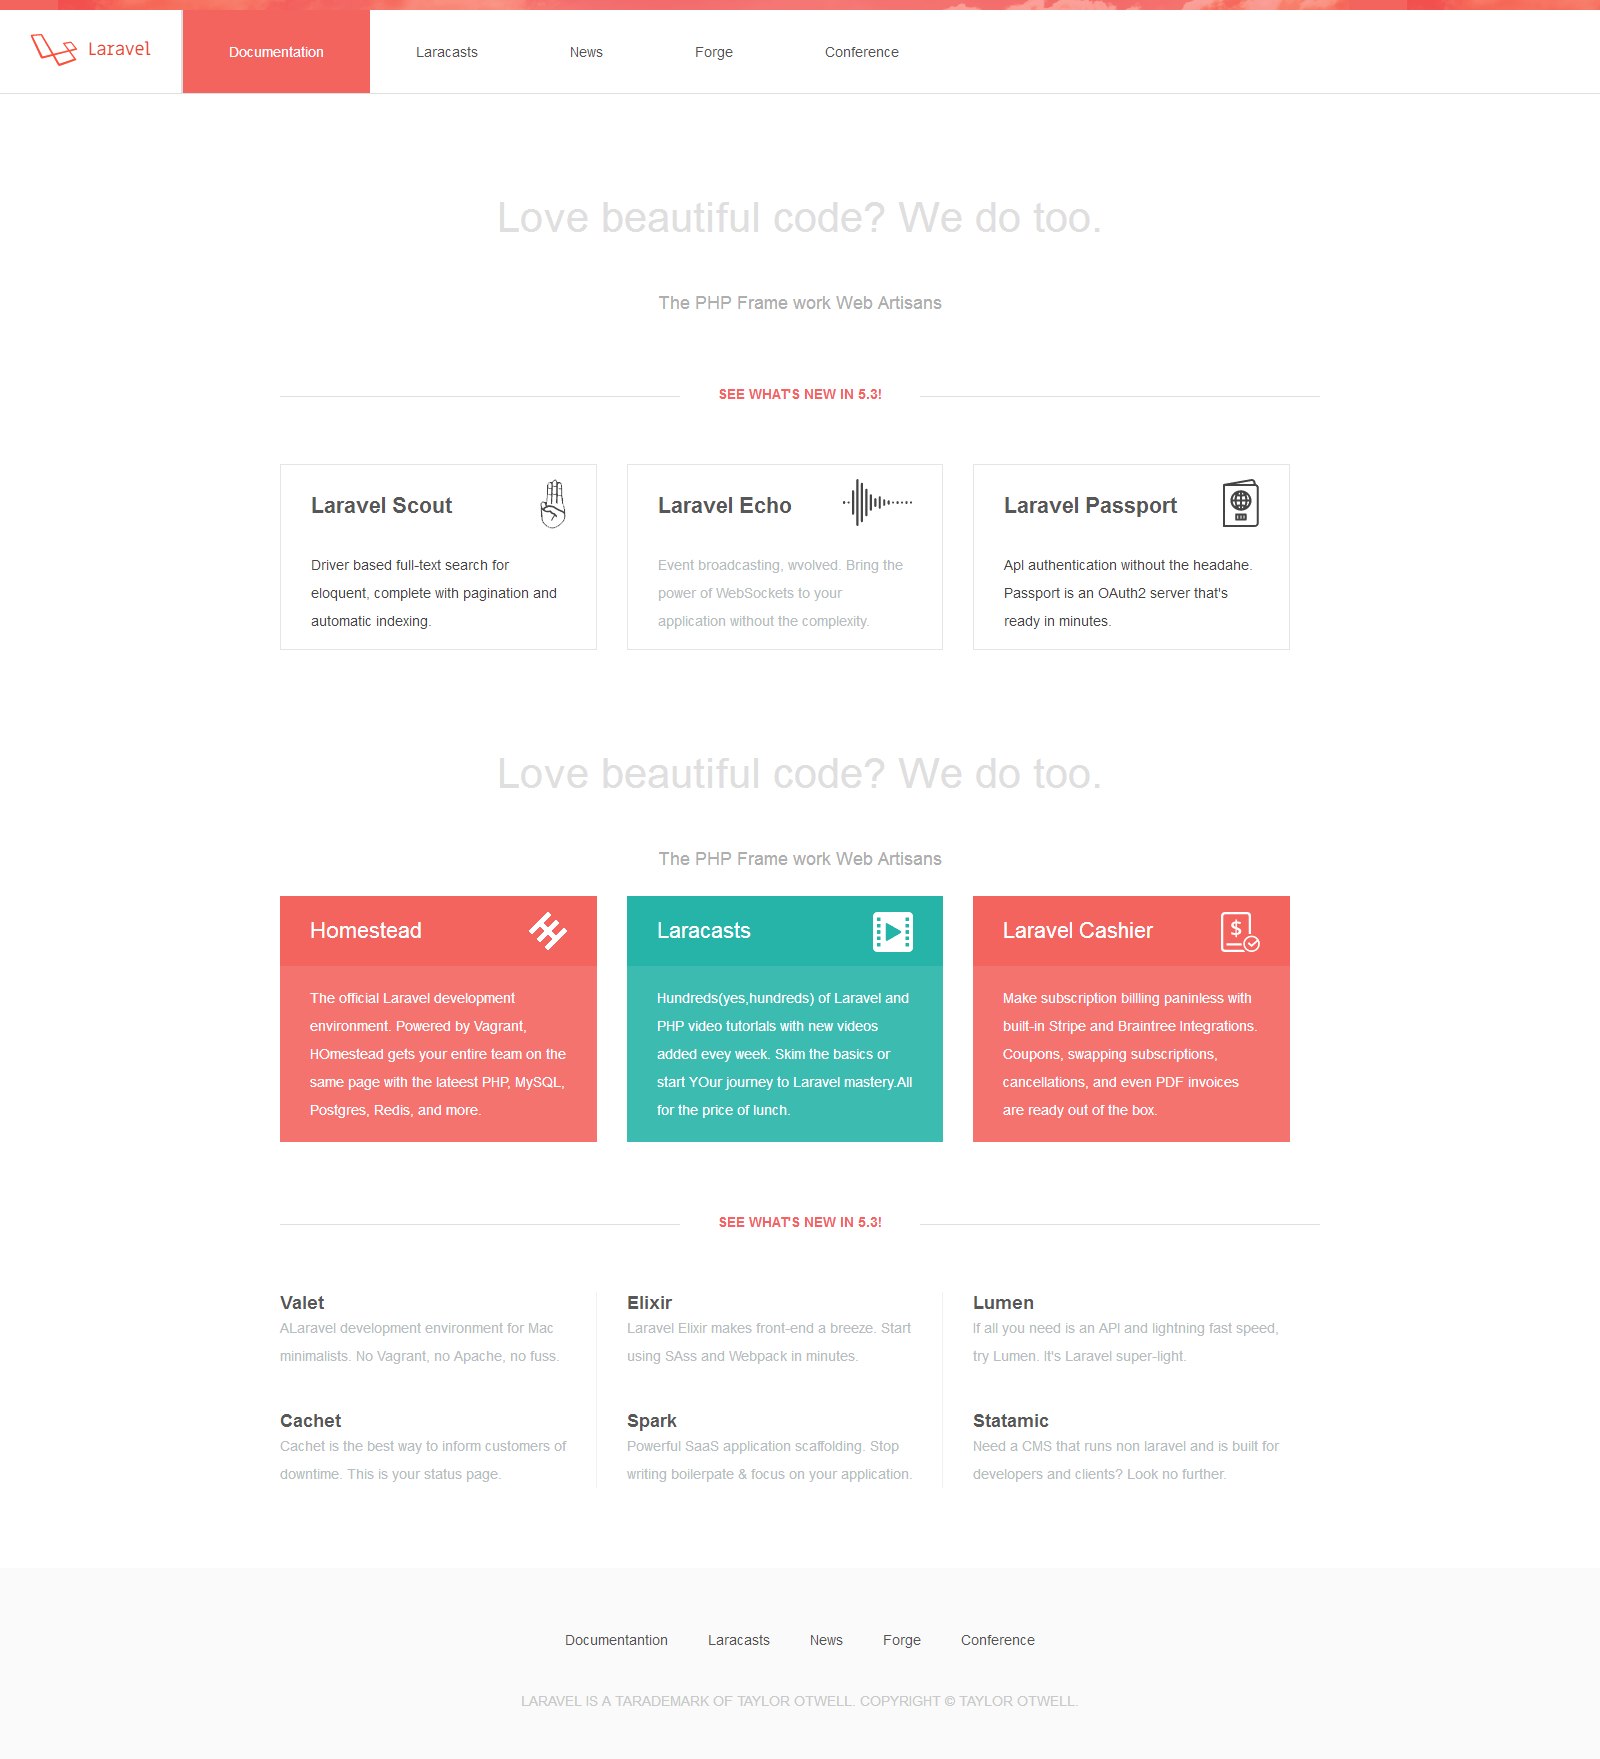 Laravel
Documentation
Laracasts
News
Forge
Conference
Love beautiful code? We do too.
The PHP Frame work Web Artisans
SEE WHAT'S NEW IN 5.3!
Laravel Scout
Driver based full-text search for
eloquent, complete with pagination and
automatic indexing.
Laravel Echo
Event broadcasting, wvolved. Bring the
power of WebSockets to your
application without the complexity.
Laravel Passport
Apl authentication without the headahe.
Passport is an OAuth2 server that's
ready in minutes.
Love beautiful code? We do too.
The PHP Frame work Web Artisans
Homestead
The official Laravel development
environment. Powered by Vagrant,
HOmestead gets your entire team on the
same page with the lateest PHP, MySQL,
Postgres, Redis, and more.
Laracasts
Hundreds(yes,hundreds) of Laravel and
PHP video tutorlals with new videos
added evey week. Skim the basics or
start YOur journey to Laravel mastery.All
for the price of lunch.
Laravel Cashier
Make subscription billling paninless with
built-in Stripe and Braintree Integrations.
Coupons, swapping subscriptions,
cancellations, and even PDF invoices
are ready out of the box.
SEE WHAT'S NEW IN 5.3!
Valet
ALaravel development environment for Mac
minimalists. No Vagrant, no Apache, no fuss.
Elixir
Laravel Elixir makes front-end a breeze. Start
using SAss and Webpack in minutes.
Lumen
If all you need is an API and lightning fast speed,
try Lumen. It's Laravel super-light.
Cachet
Cachet is the best way to inform customers of
downtime. This is your status page.
Spark
Powerful SaaS application scaffolding. Stop
writing boilerpate & focus on your application.
Statamic
Need a CMS that runs non laravel and is built for
developers and clients? Look no further.
Documentantion
Laracasts
News
Forge
Conference
LARAVEL IS A TARADEMARK OF TAYLOR OTWELL. COPYRIGHT © TAYLOR OTWELL.